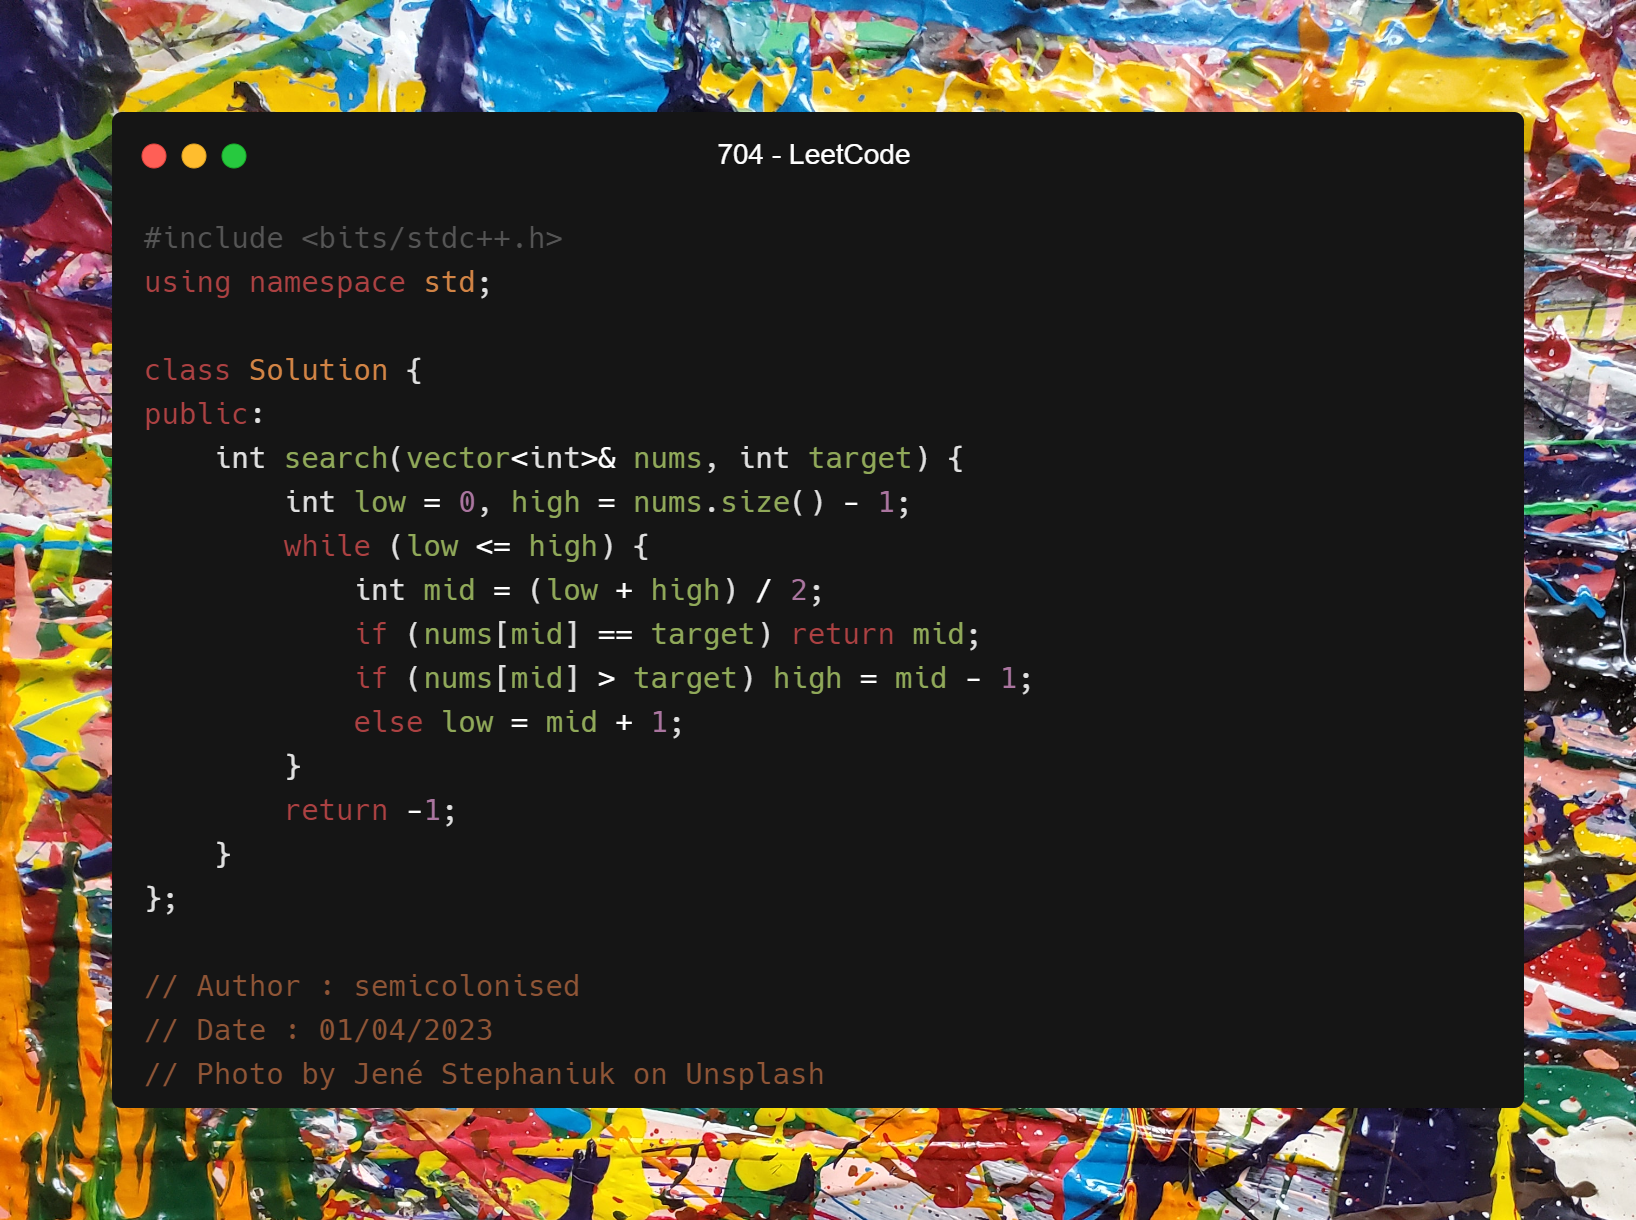 704 - LeetCode
#include <bits/stdc++.h>
using namespace std;

class Solution {
public:
    int search(vector<int>& nums, int target) {
        int low = 0, high = nums.size() - 1;
        while (low <= high) {
            int mid = (low + high) / 2;
            if (nums[mid] == target) return mid;
            if (nums[mid] > target) high = mid - 1;
            else low = mid + 1;
        }
        return -1;
    }
};

// Author : semicolonised
// Date : 01/04/2023
// Photo by Jené Stephaniuk on Unsplash